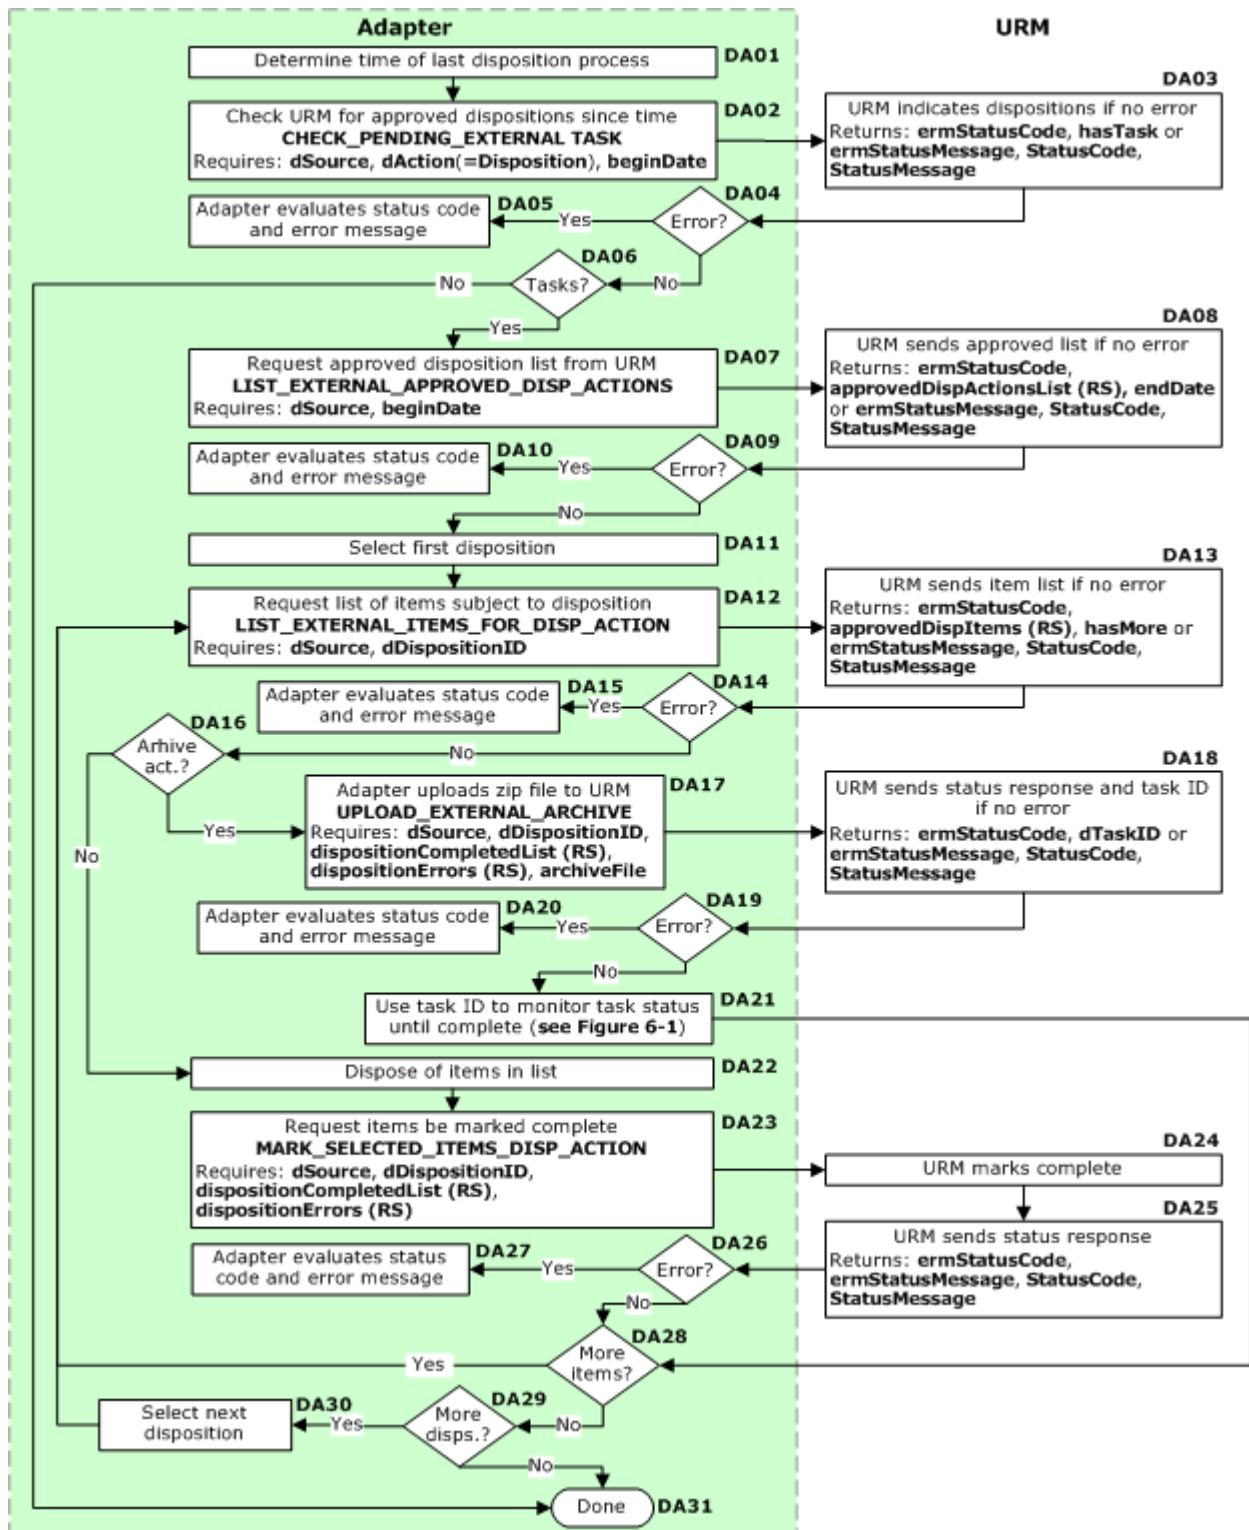 Adapter
URM
Determine time of last disposition process
DA01
DA03
Check URM for approved dispositions since time
CHECK_PENDING_EXTERNAL TASK
Requires: dSource, dAction(=Disposition), beginDate
DA02
URM indicates dispositions if no error
Returns: ermStatusCode, hasTask or
ermStatusMessage, StatusCode,
StatusMessage
DA04
Error?
Yes
DA05
Adapter evaluates status code
and error message
DA06
No
Tasks?
No
Yes
DA08
Request approved disposition list from URM
LIST_EXTERNAL_APPROVED_DISP_ACTIONS
Requires: dSource, beginDate
DA07
URM sends approved list if no error
Returns: ermStatusCode,
approvedDispActionsList (RS), endDate
or ermStatusMessage, StatusCode,
StatusMessage
DA09
Error?
Yes
DA10
Adapter evaluates status code
and error message
No
Select first disposition
DA11
DA13
Request list of items subject to disposition
LIST_EXTERNAL_ITEMS_FOR_DISP_ACTION
Requires: dSource, dDispositionID
DA12
URM sends item list if no error
Returns: ermStatusCode,
approvedDispItems (RS), hasMore or
ermStatusMessage, StatusCode,
StatusMessage
DA14
Error?
Yes
DA15
Adapter evaluates status code
and error message
DA16
Arhive
act.?
No
DA18
Yes
No
Adapter uploads zip file to URM
UPLOAD_EXTERNAL_ARCHIVE
Requires: dSource, dDispositionID,
dispositionCompletedList (RS),
dispositionErrors (RS), archiveFile
DA17
URM sends status response and task ID
if no error
Returns: ermStatusCode, dTaskID or
ermStatusMessage, StatusCode,
StatusMessage
DA19
Error?
Yes
DA20
Adapter evaluates status code
and error message
No
Use task ID to monitor task status
until complete (see Figure 6-1)
DA21
Dispose of items in list
DA22
Request items be marked complete
MARK_SELECTED_ITEMS_DISP_ACTION
Requires: dSource, dDispositionID,
dispositionCompletedList (RS),
dispositionErrors (RS)
DA23
DA24
URM marks complete
DA25
URM sends status response
Returns: ermStatusCode,
ermStatusMessage, StatusCode,
StatusMessage
DA26
Error?
Yes
DA27
Adapter evaluates status
code and error message
No
DA28
More
items?
Yes
No
DA29
More
disps.?
Yes
DA30
Select next
disposition
No
Done
DA31